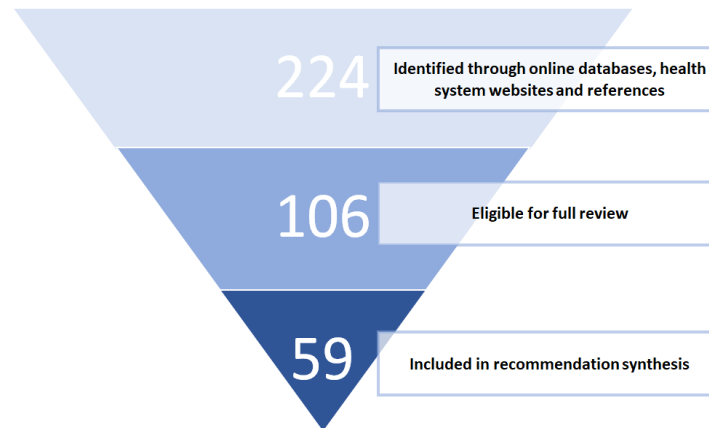 224
Identified through online databases, health
system websites and references
106
Eligible for full review
59
Included in recommendation synthesis